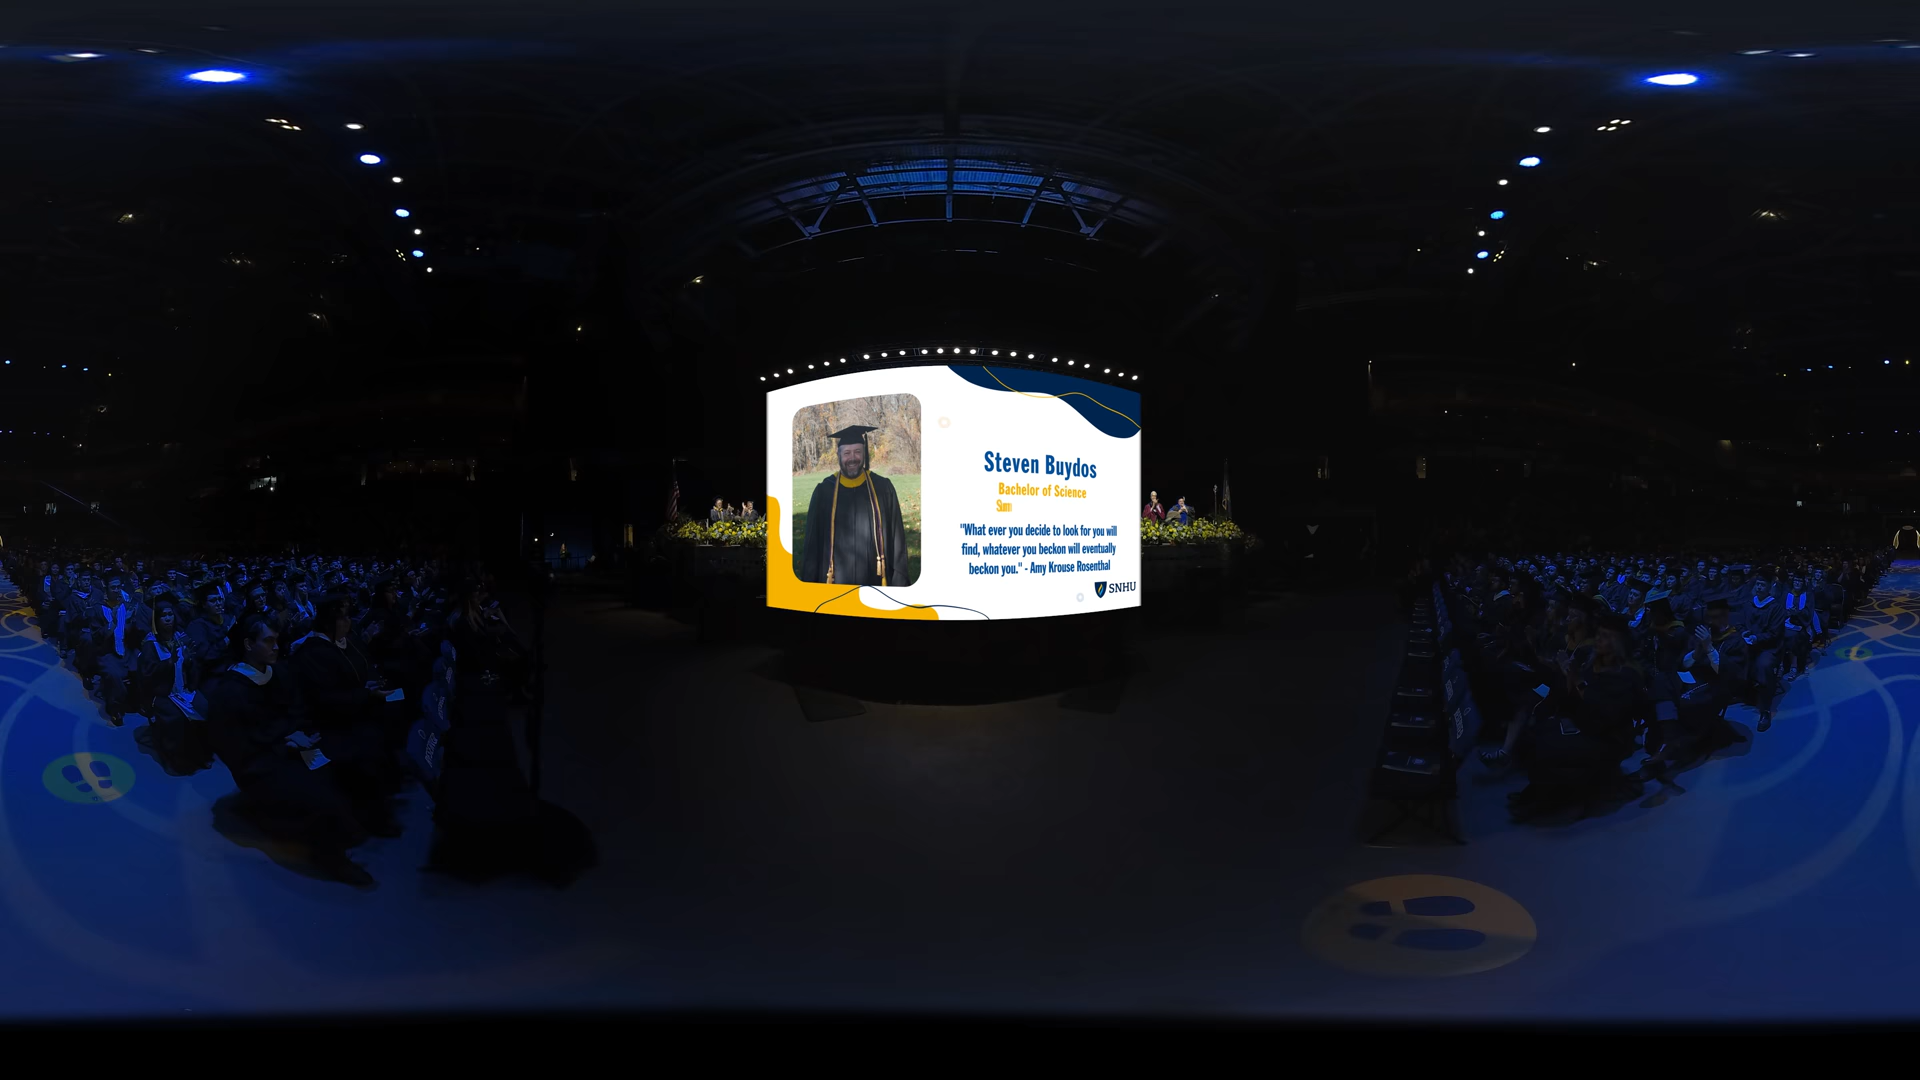 Steven Buydos
Bachelor of Science
"What ever you decide to look for you will
find, whatever you beckon will eventually
beckon you." - Amy Krouse Rosenthal
SNHU